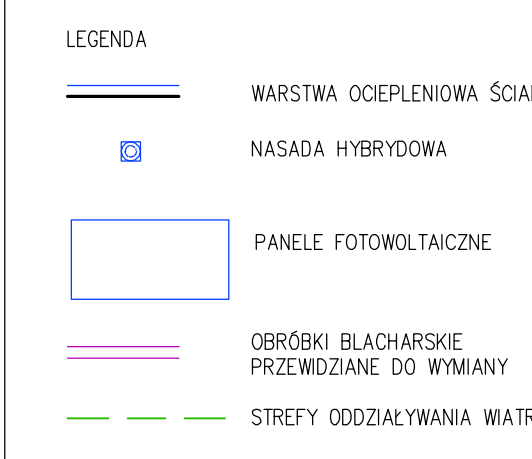 LEGENDA
WARSTWA OCIEPLENIOWA
NASADA HYBRYDOWA
PANELE FOTOWOLTAICZNE
OBRÓBKI BLACHARSKIE
PRZEWIDZIANE DO WYMIANY
STREFY ODDZIAŁYWANIA